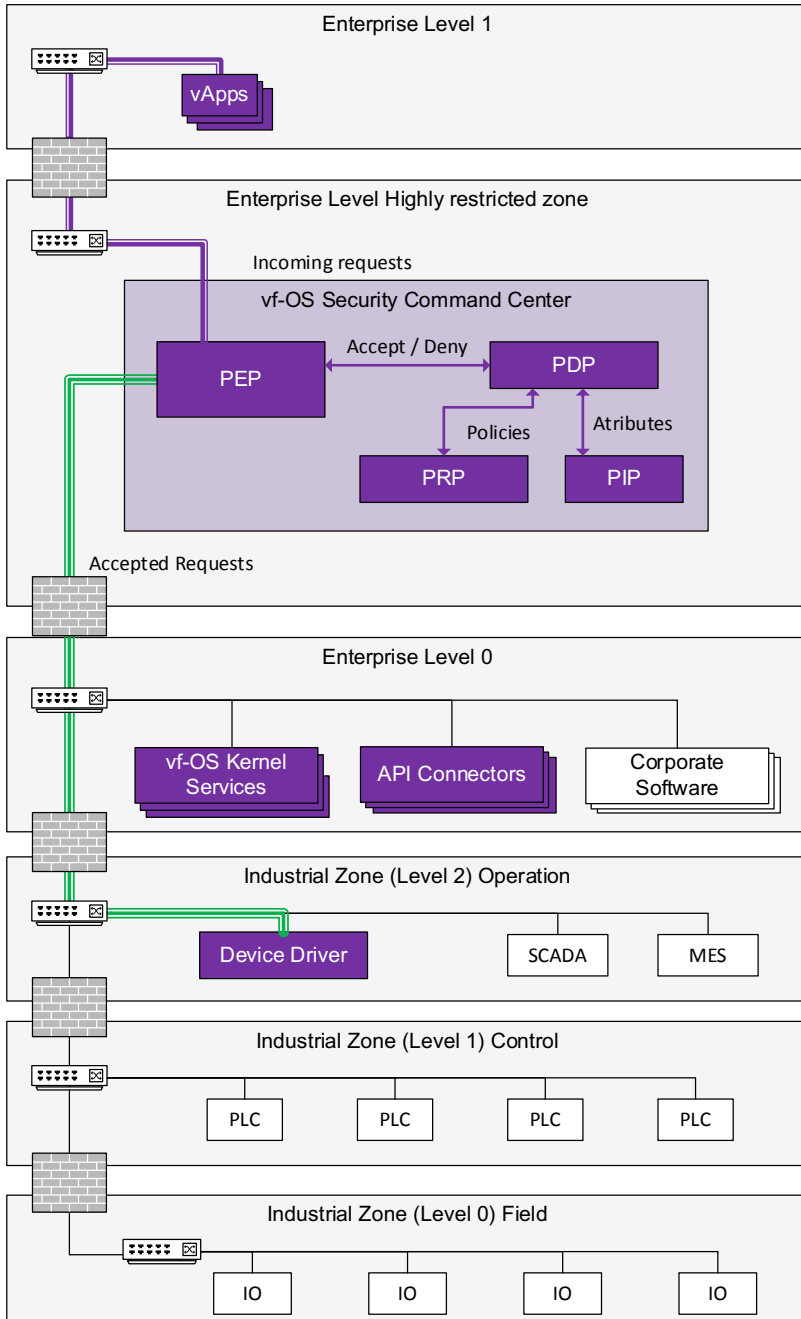 Enterprise Level 1
vApps
Enterprise Level Highly restricted zone
Incoming requests
vf-OS Security Command Center
PEP
Accept / Deny
PDP
Policies
Atributes
PRP
PIP
Accepted Requests
Enterprise Level 0
vf-OS Kernel
Services
API Connectors
Corporate
Software
Industrial Zone (Level 2) Operation
Device Driver
SCADA
MES
Industrial Zone (Level 1) Control
PLC
PLC
PLC
PLC
Industrial Zone (Level 0) Field
IO
IO
IO
IO